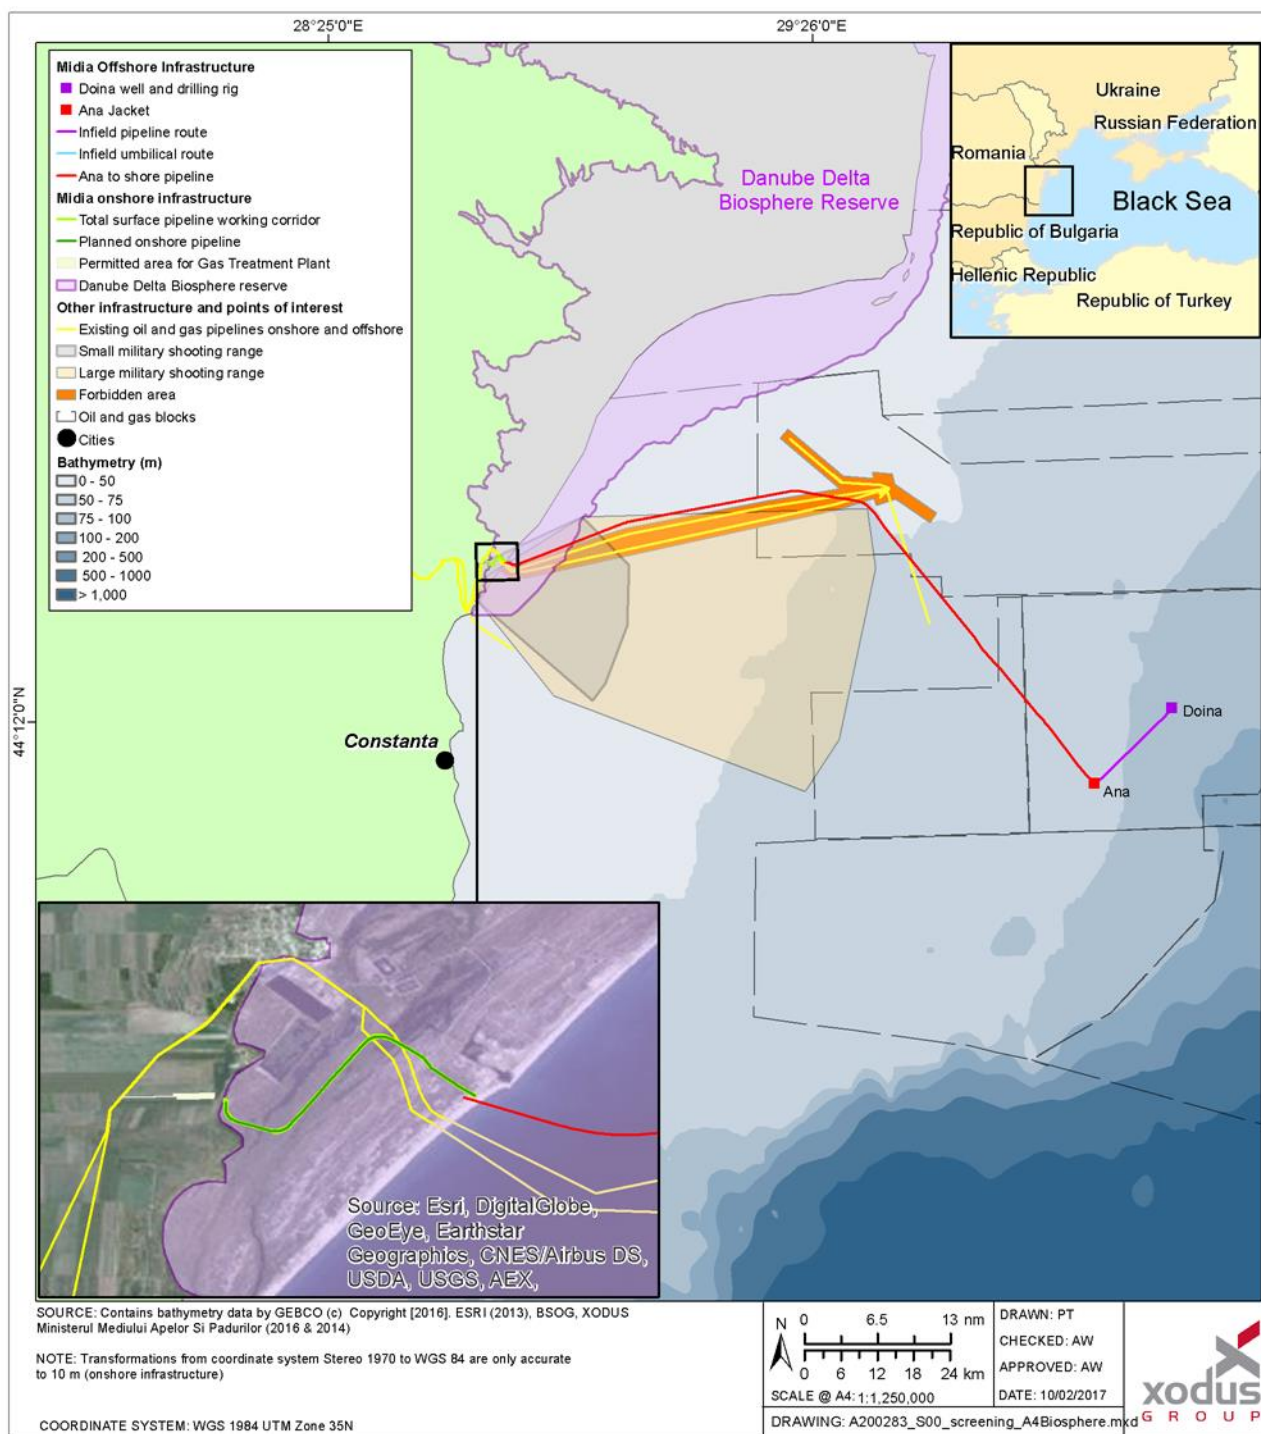 28°25'0"E
29°26'0"E
44°12'0"N
Midia Offshore Infrastructure
Doina well and drilling rig
Ana Jacket
Infield pipeline route
Infield umbilical route
Ana to shore pipeline
Midia onshore infrastructure
Total surface pipeline working corridor
Planned onshore pipeline
Permitted area for Gas Treatment Plant
Danube Delta Biosphere reserve
Other infrastructure and points of interest
Existing oil and gas pipelines onshore and offshore
Small military shooting range
Large military shooting range
Forbidden area
Oil and gas blocks
Cities
Bathymetry (m)
0 - 50
50 - 75
75 - 100
100 - 200
200 - 500
500 - 1000
> 1,000
Danube Delta
Biosphere Reserve
Ukraine
Russian Federation
Romania
Black Sea
Republic of Bulgaria
Hellenic Republic
Republic of Turkey
Doina
Ana
Constanta
Source: Esri, DigitalGlobe,
GeoEye, Earthstar
Geographics, CNES/Airbus DS,
USDA, USGS, AEX,
SOURCE: Contains bathymetry data by GEBCO (c) Copyright [2016]. ESRI (2013), BSOG, XODUS
Ministerul Mediului Apelor Si Padurilor (2016 & 2014)
NOTE: Transformations from coordinate system Stereo 1970 to WGS 84 are only accurate
to 10 m (onshore infrastructure)
COORDINATE SYSTEM: WGS 1984 UTM Zone 35N
N
0 6.5 13 nm
0 6 12 18 24 km
SCALE @ A4: 1:1,250,000
DRAWN: PT
CHECKED: AW
APPROVED: AW
DATE: 10/02/2017
DRAWING: A200283_S00_screening_A4Biosphere.mxd
xodus
GROUP